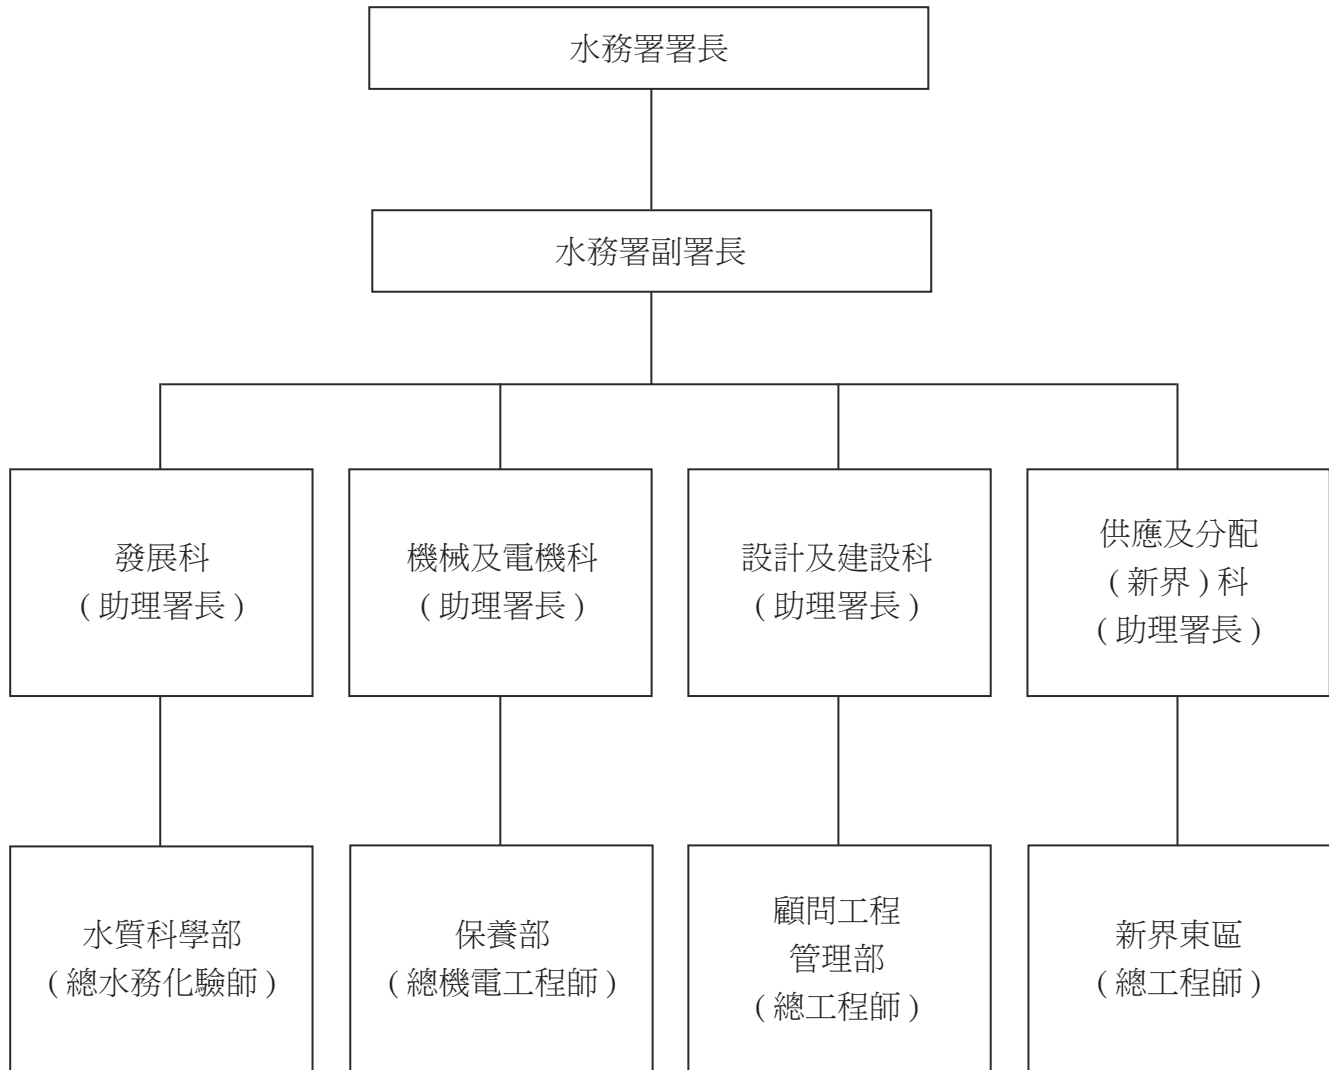 水務署署長
水務署副署長
發展科
(助理署長)
機械及電機科
(助理署長)
設計及建設科
(助理署長)
供應及分配
(新界)科
(助理署長)
水質科學部
(總水務化驗師)
保養部
(總機電工程師)
顧問工程
管理部
(總工程師)
新界東區
(總工程師)